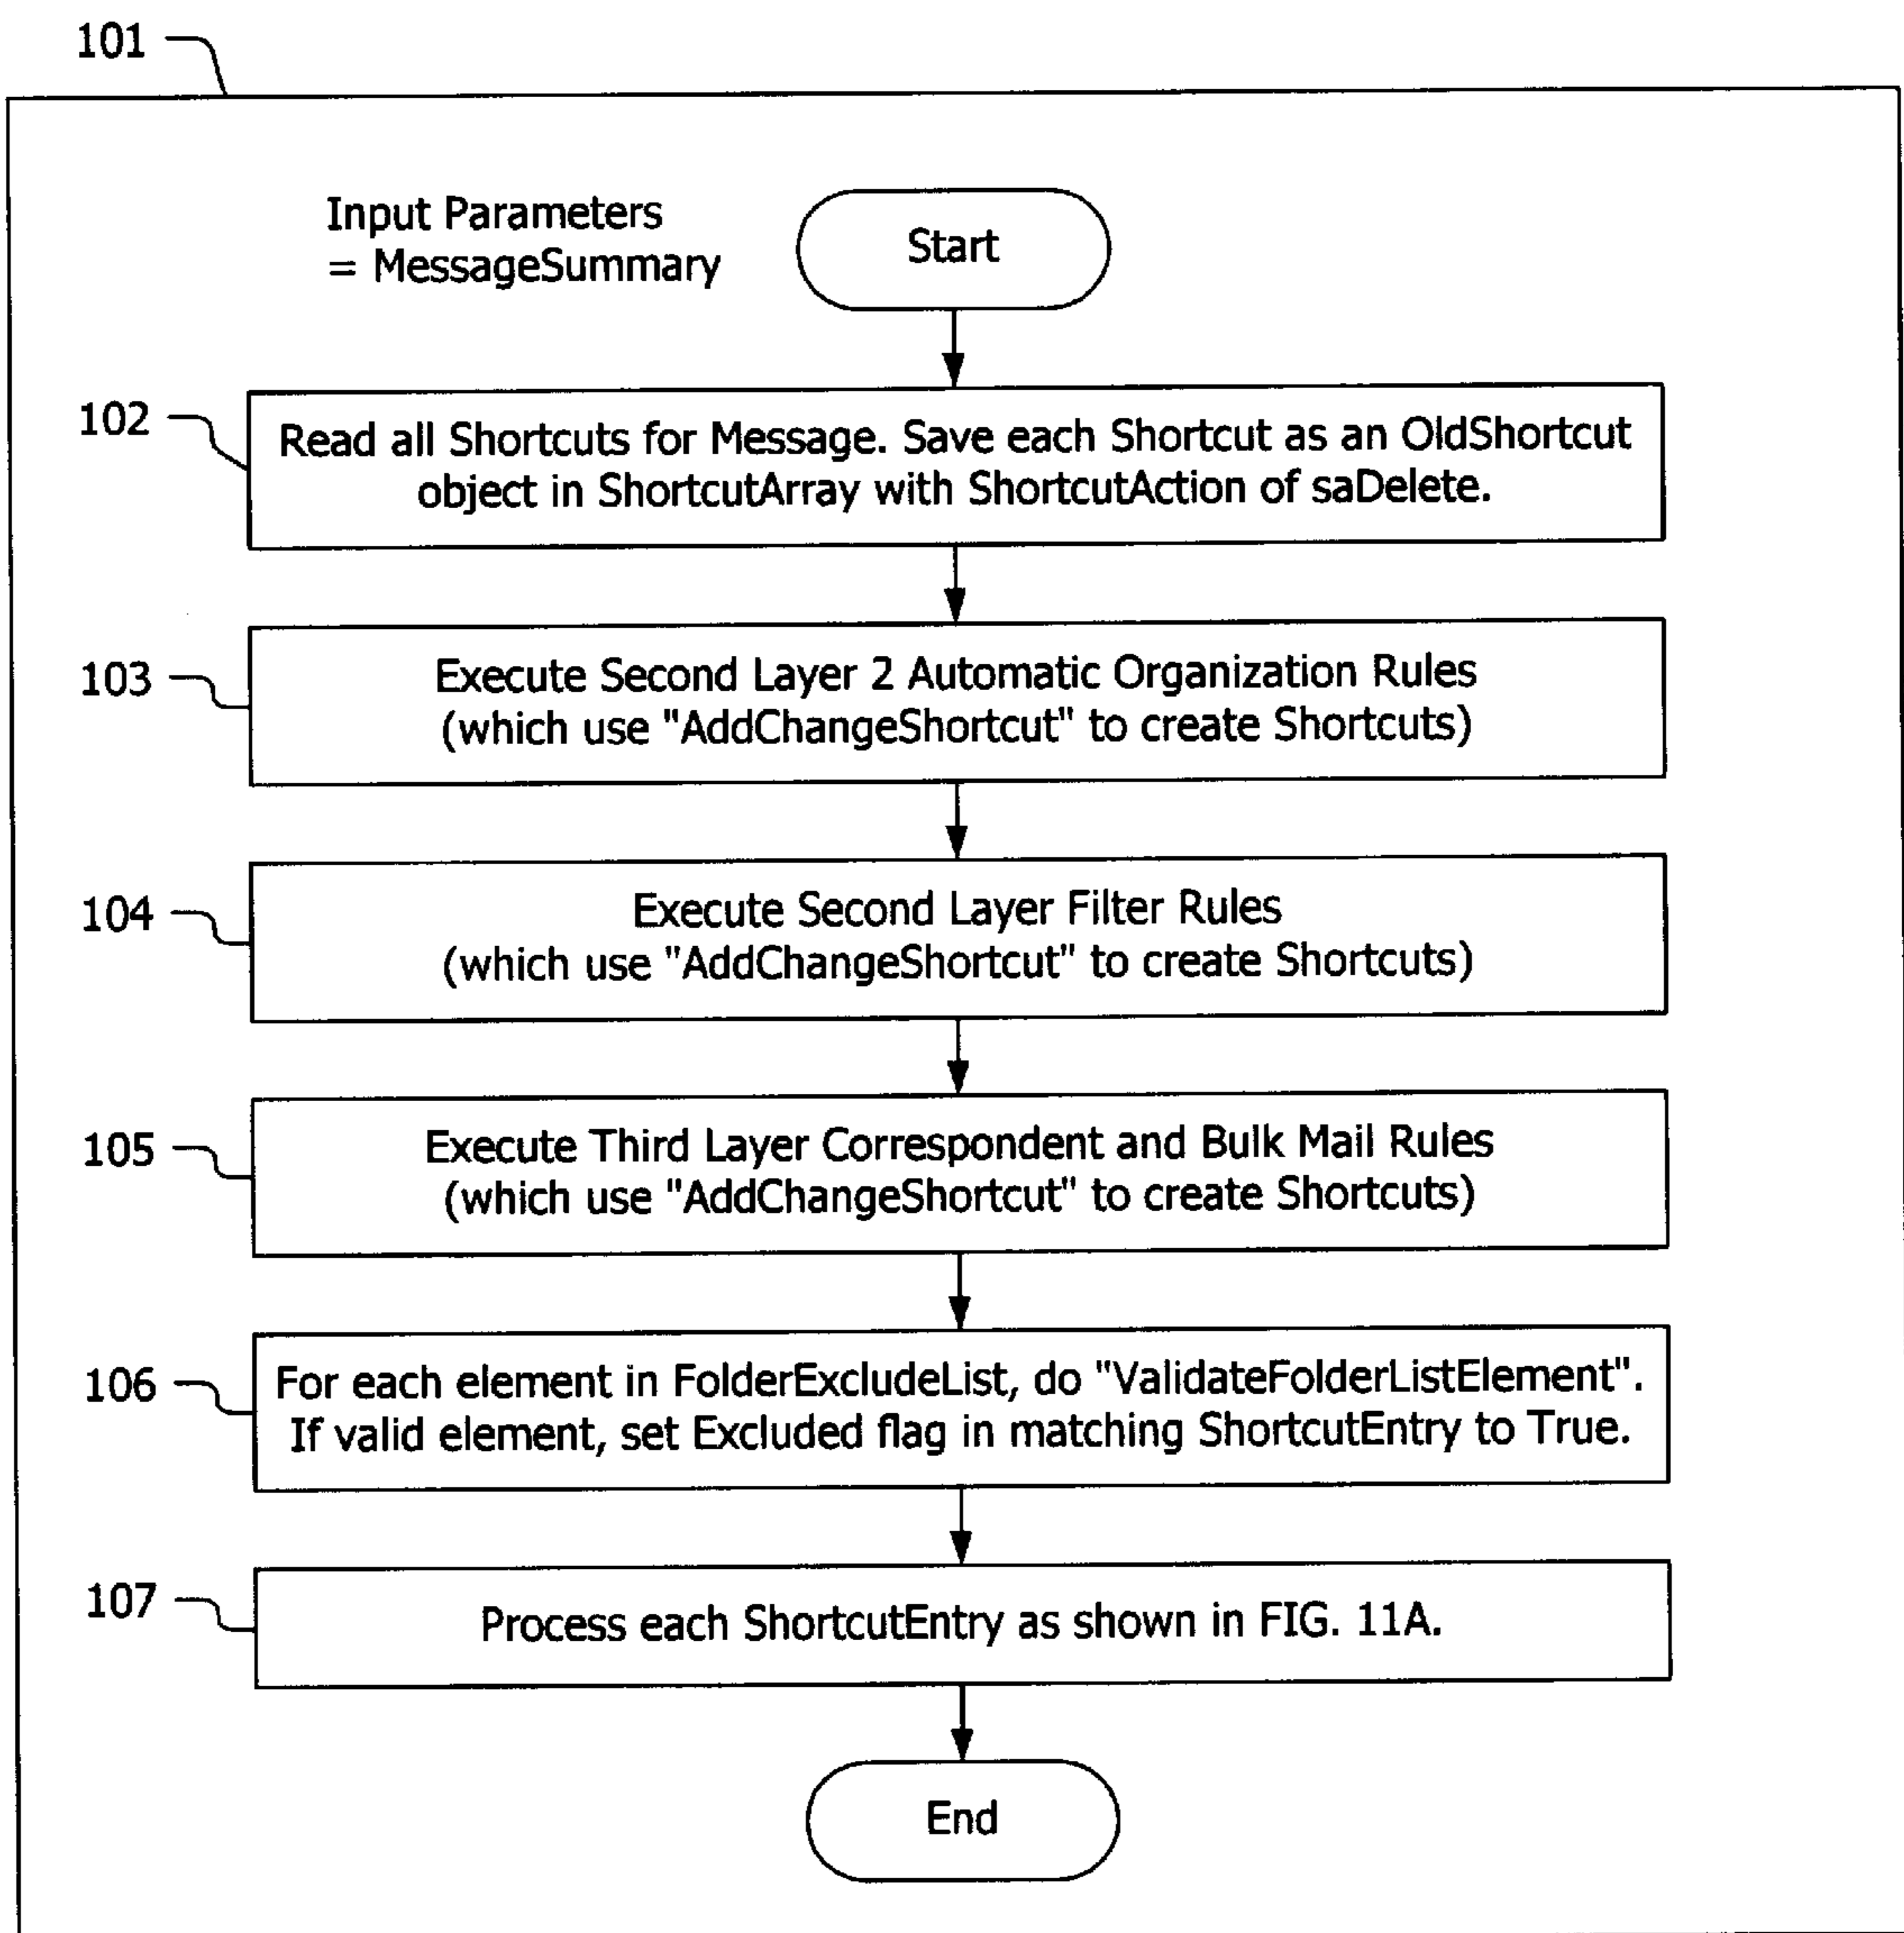 101
Input Parameters
= MessageSummary
Start
102
Read all Shortcuts for Message. Save each Shortcut as an OldShortcut
object in ShortcutArray with ShortcutAction of saDelete.
103
Execute Second Layer 2 Automatic Organization Rules
(which use "AddChangeShortcut" to create Shortcuts)
104
Execute Second Layer Filter Rules
(which use "AddChangeShortcut" to create Shortcuts)
105
Execute Third Layer Correspondent and Bulk Mail Rules
(which use "AddChangeShortcut" to create Shortcuts)
106
For each element in FolderExcludeList, do "ValidateFolderListElement".
If valid element, set Excluded flag in matching ShortcutEntry to True.
107
Process each ShortcutEntry as shown in FIG. 11A.
End